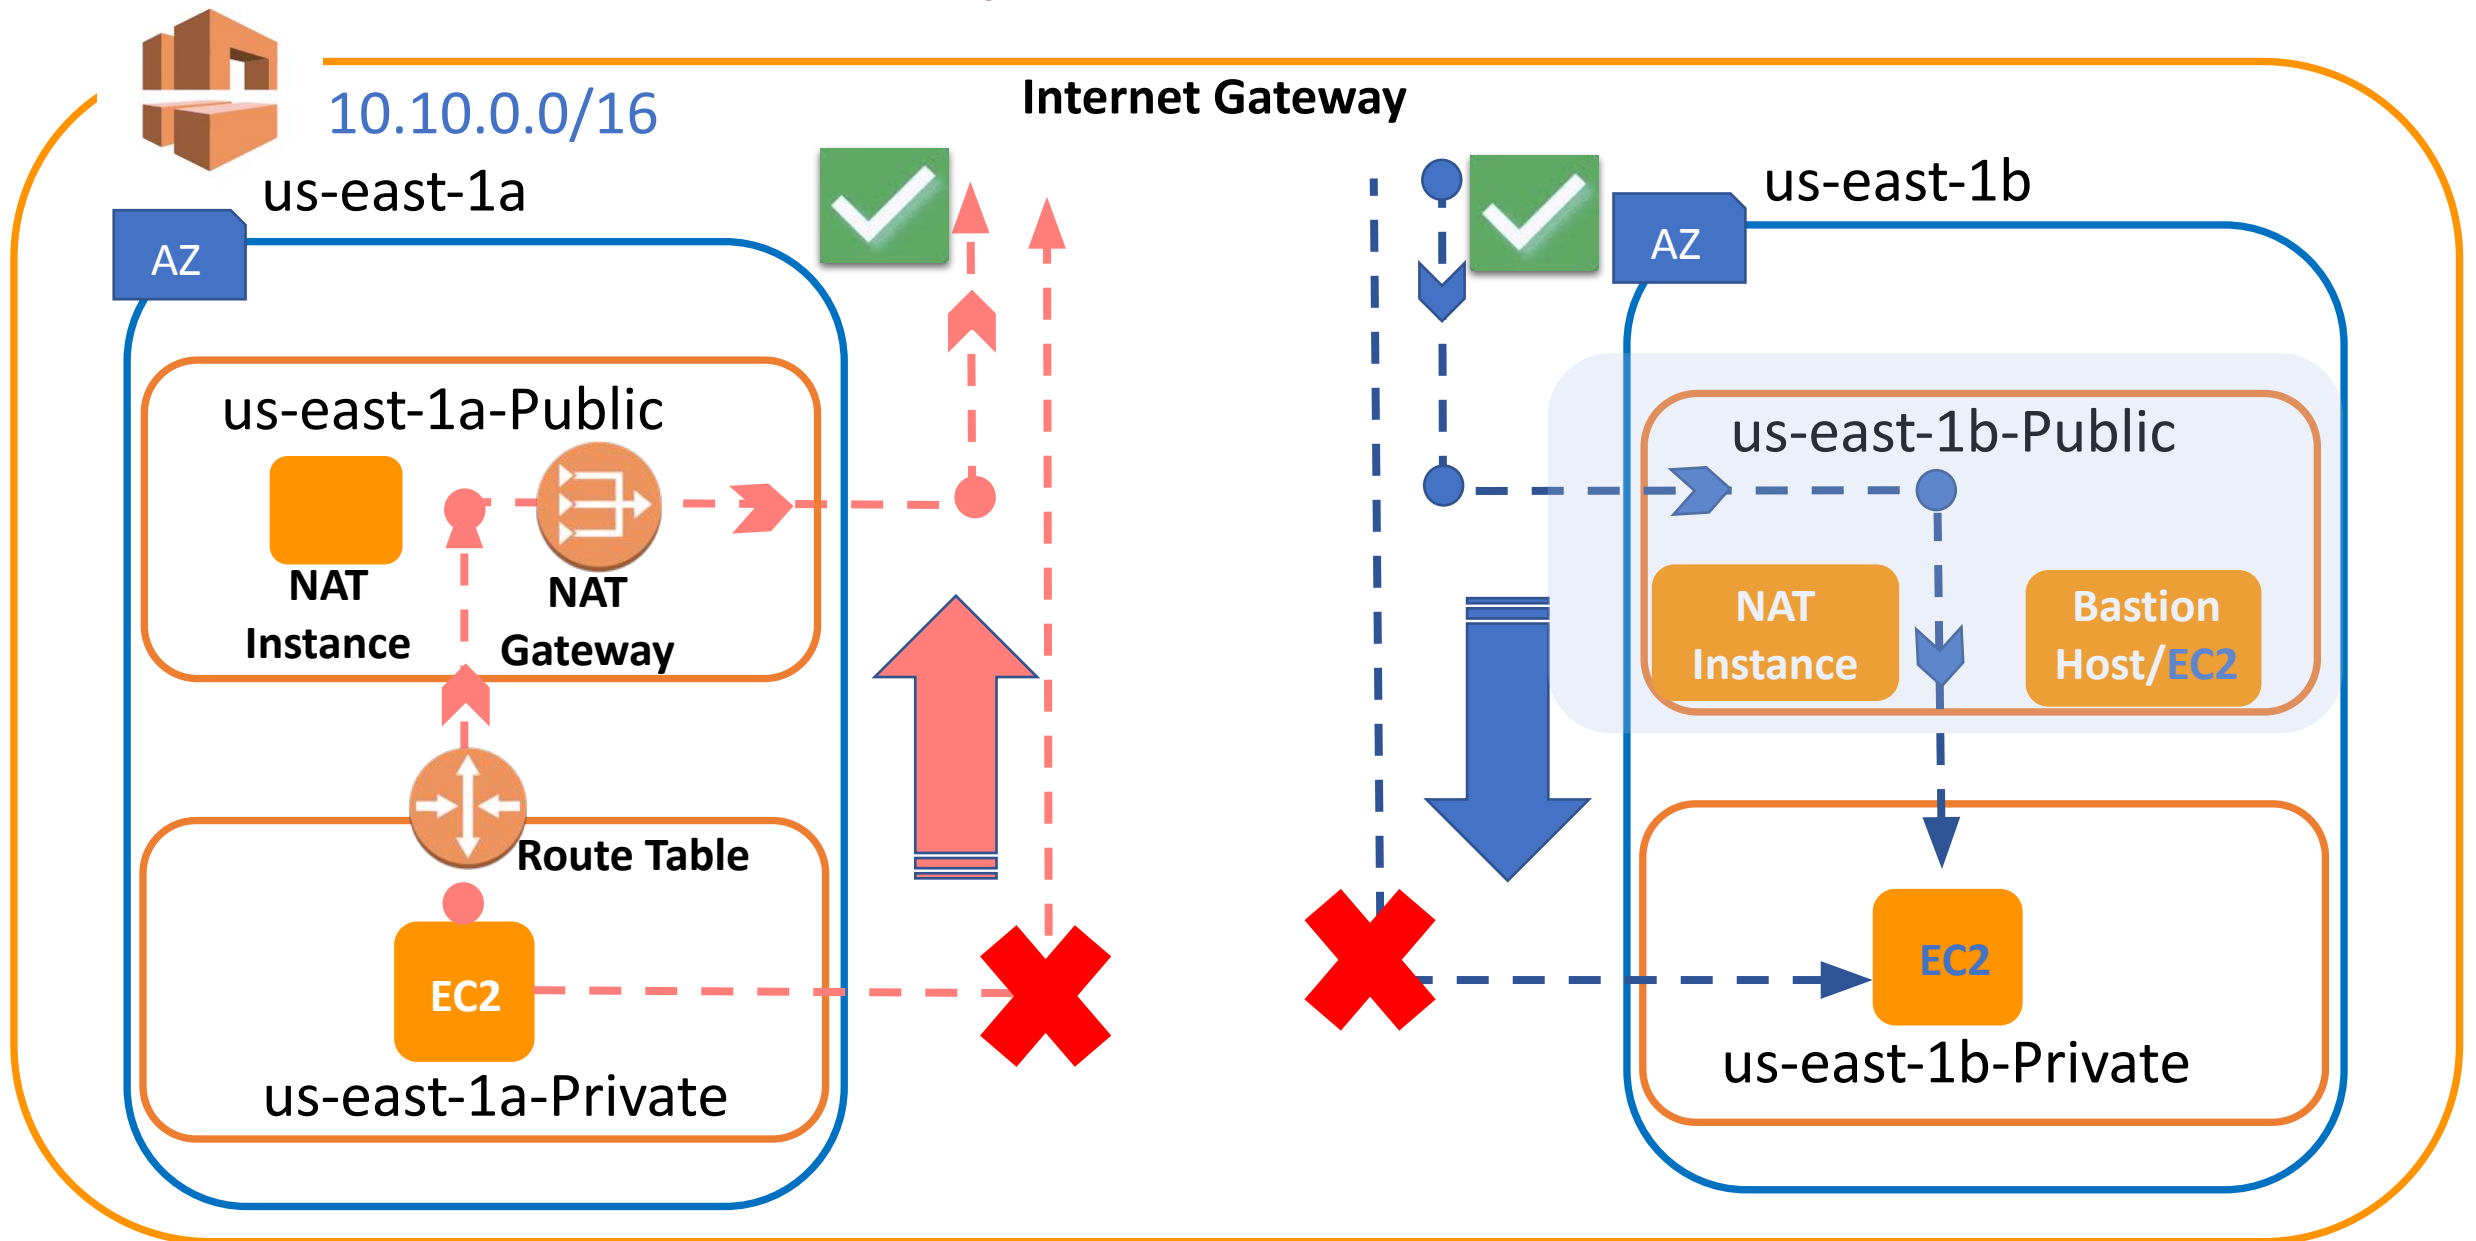 Internet Gateway
10.10.0.0/16
us-east-1a
AZ
us-east-1a-Public
NAT
Instance
NAT
Gateway
Route Table
EC2
us-east-1a-Private
us-east-1b
AZ
us-east-1b-Public
NAT
Instance
Bastion
Host/EC2
EC2
us-east-1b-Private